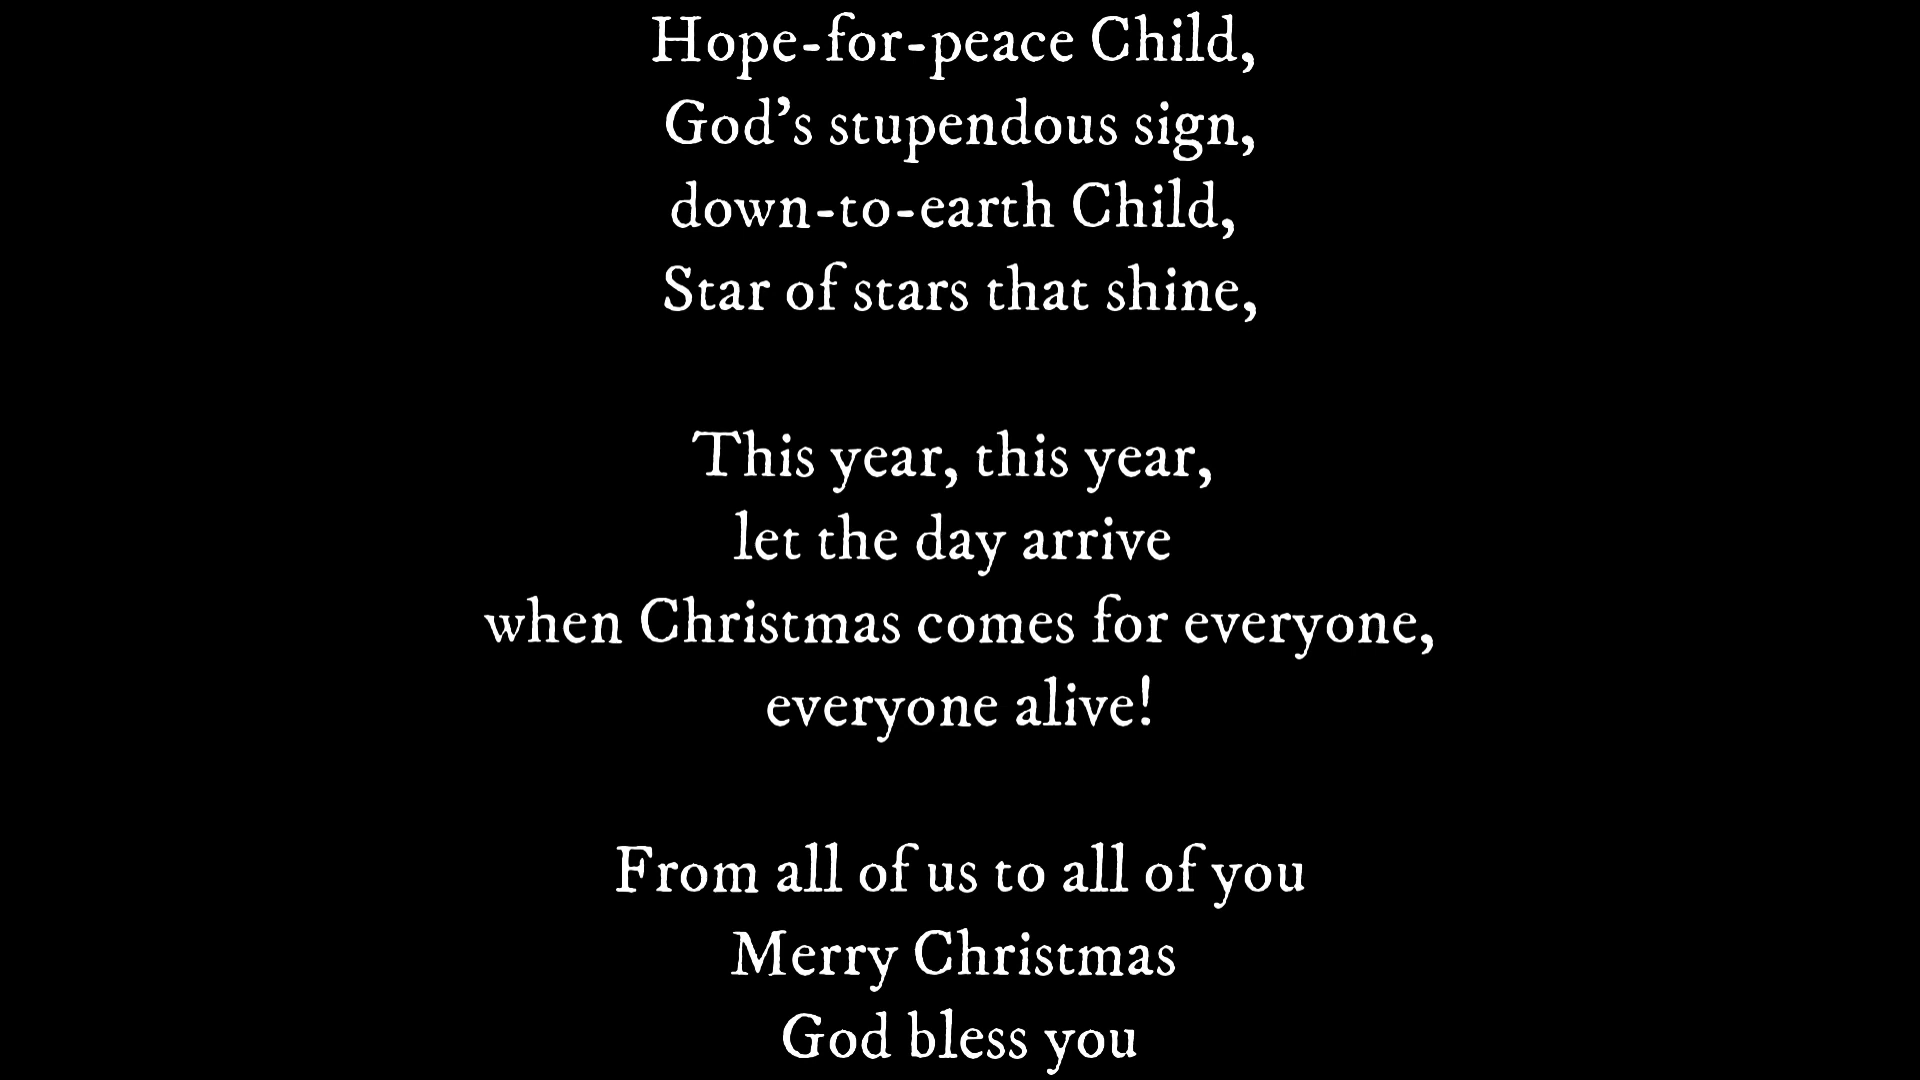 Hope-for-peace Child,
God's stupendous sign,
down-to-earth Child,
Star of stars that shine,
This year, this year,
let the day arrive
when Christmas comes for everyone,
everyone alive!
From all of us to all of you
Merry Christmas
God bless you